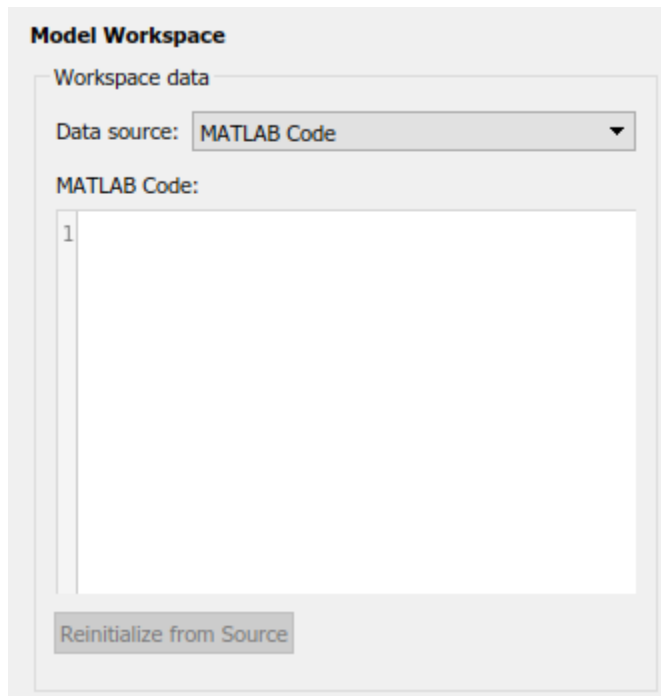 Model Workspace
Workspace data
Data source: MATLAB Code
MATLAB Code:
1
Reinitialize from Source